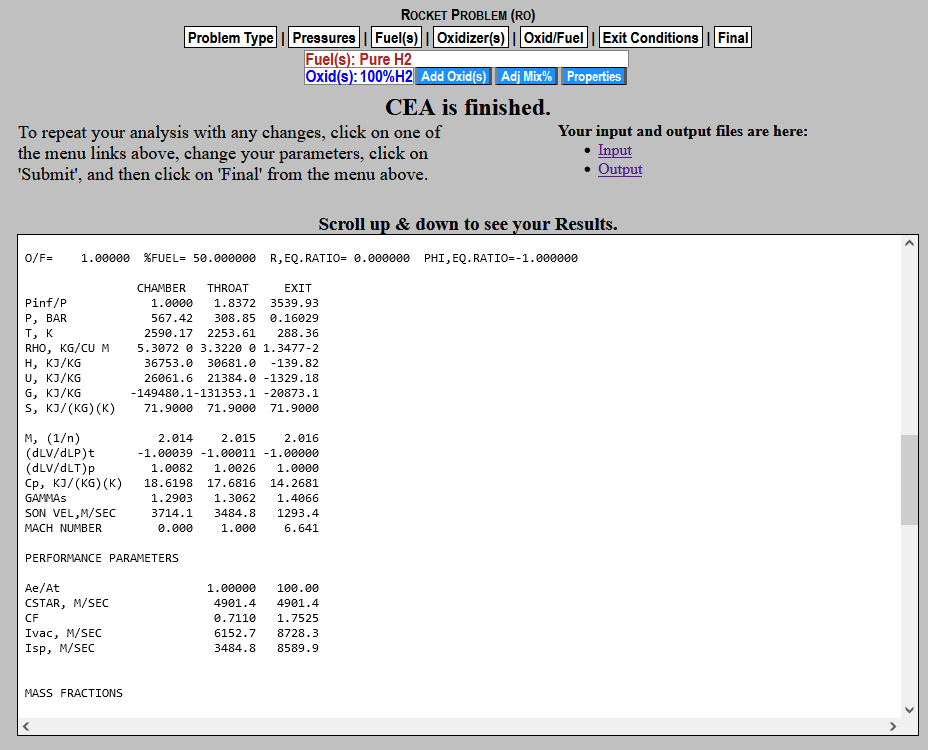 ROCKET PROBLEM (RO)
Problem Type | Pressures | Fuel(s) | Oxidizer(s) | Oxid/Fuel | Exit Conditions | Final
Fuel(s): Pure H2
Oxid(s): 100%H2 Add Oxid(s) Adj Mix% Properties
CEA is finished.
To repeat your analysis with any changes, click on one of
the menu links above, change your parameters, click on
'Submit', and then click on 'Final' from the menu above.
Your input and output files are here:
• Input
• Output
Scroll up & down to see your Results.
O/F= 1.00000 %FUEL= 50.000000 R,EQ.RATIO= 0.000000 PHI,EQ.RATIO=-1.000000
CHAMBER THROAT EXIT
Pinf/P 1.0000 1.8372 3539.93
P, BAR 567.42 308.85 0.16029
T, K 2590.17 2253.61 288.36
RHO, KG/CU M 5.3072 0 3.3220 0 1.3477-2
H, KJ/KG 36753.0 30681.0 -139.82
U, KJ/KG 26061.6 21384.0 -1329.18
G, KJ/KG -149480.1-131353.1 -20873.1
S, KJ/(KG)(K) 71.9000 71.9000 71.9000
M, (1/n) 2.014 2.015 2.016
(dLV/dLP)t -1.00039 -1.00011 -1.00000
(dLV/dLT)p 1.0082 1.0026 1.0000
Cp, KJ/(KG)(K) 18.6198 17.6816 14.2681
GAMMAs 1.2903 1.3062 1.4066
SON VEL,M/SEC 3714.1 3484.8 1293.4
MACH NUMBER 0.000 1.000 6.641
PERFORMANCE PARAMETERS
Ae/At 1.00000 100.00
CSTAR, M/SEC 4901.4 4901.4
CF 0.7110 1.7525
Ivac, M/SEC 6152.7 8728.3
Isp, M/SEC 3484.8 8589.9
MASS FRACTIONS